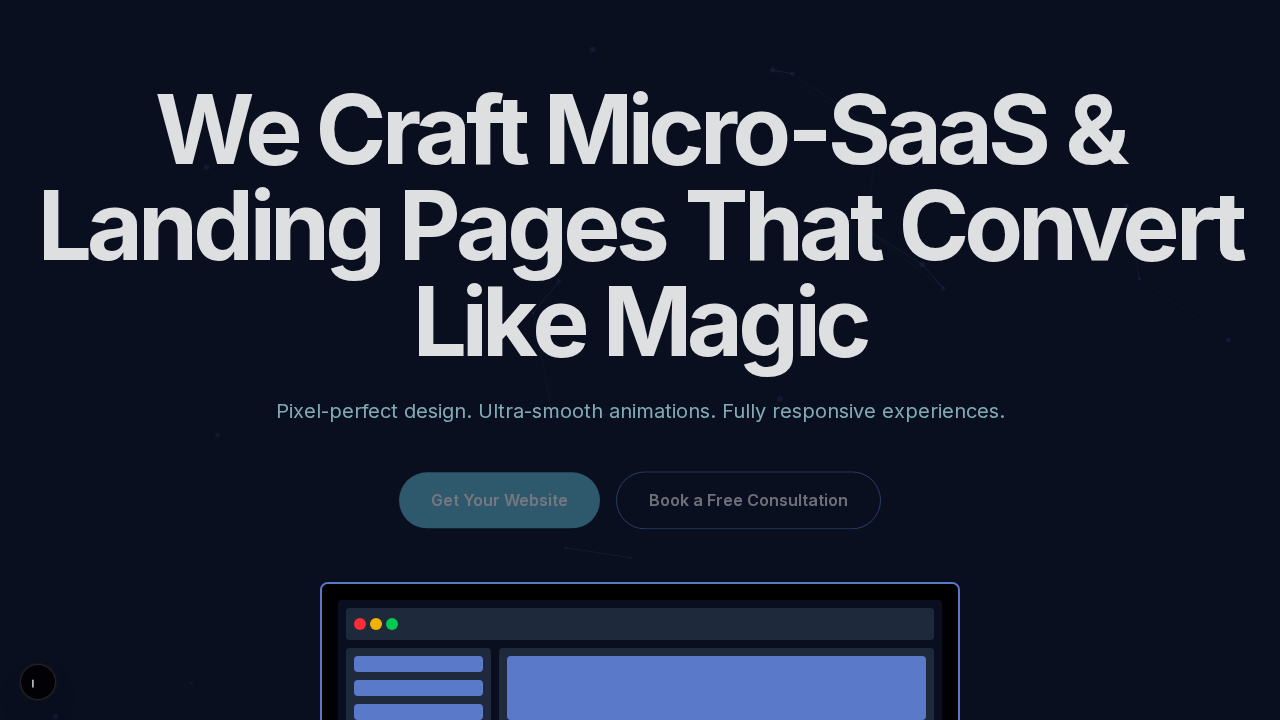 We Craft Micro-SaaS &
Landing Pages That Convert
Like Magic
Pixel-perfect design. Ultra-smooth animations. Fully responsive experiences.
Get Your Website
Book a Free Consultation